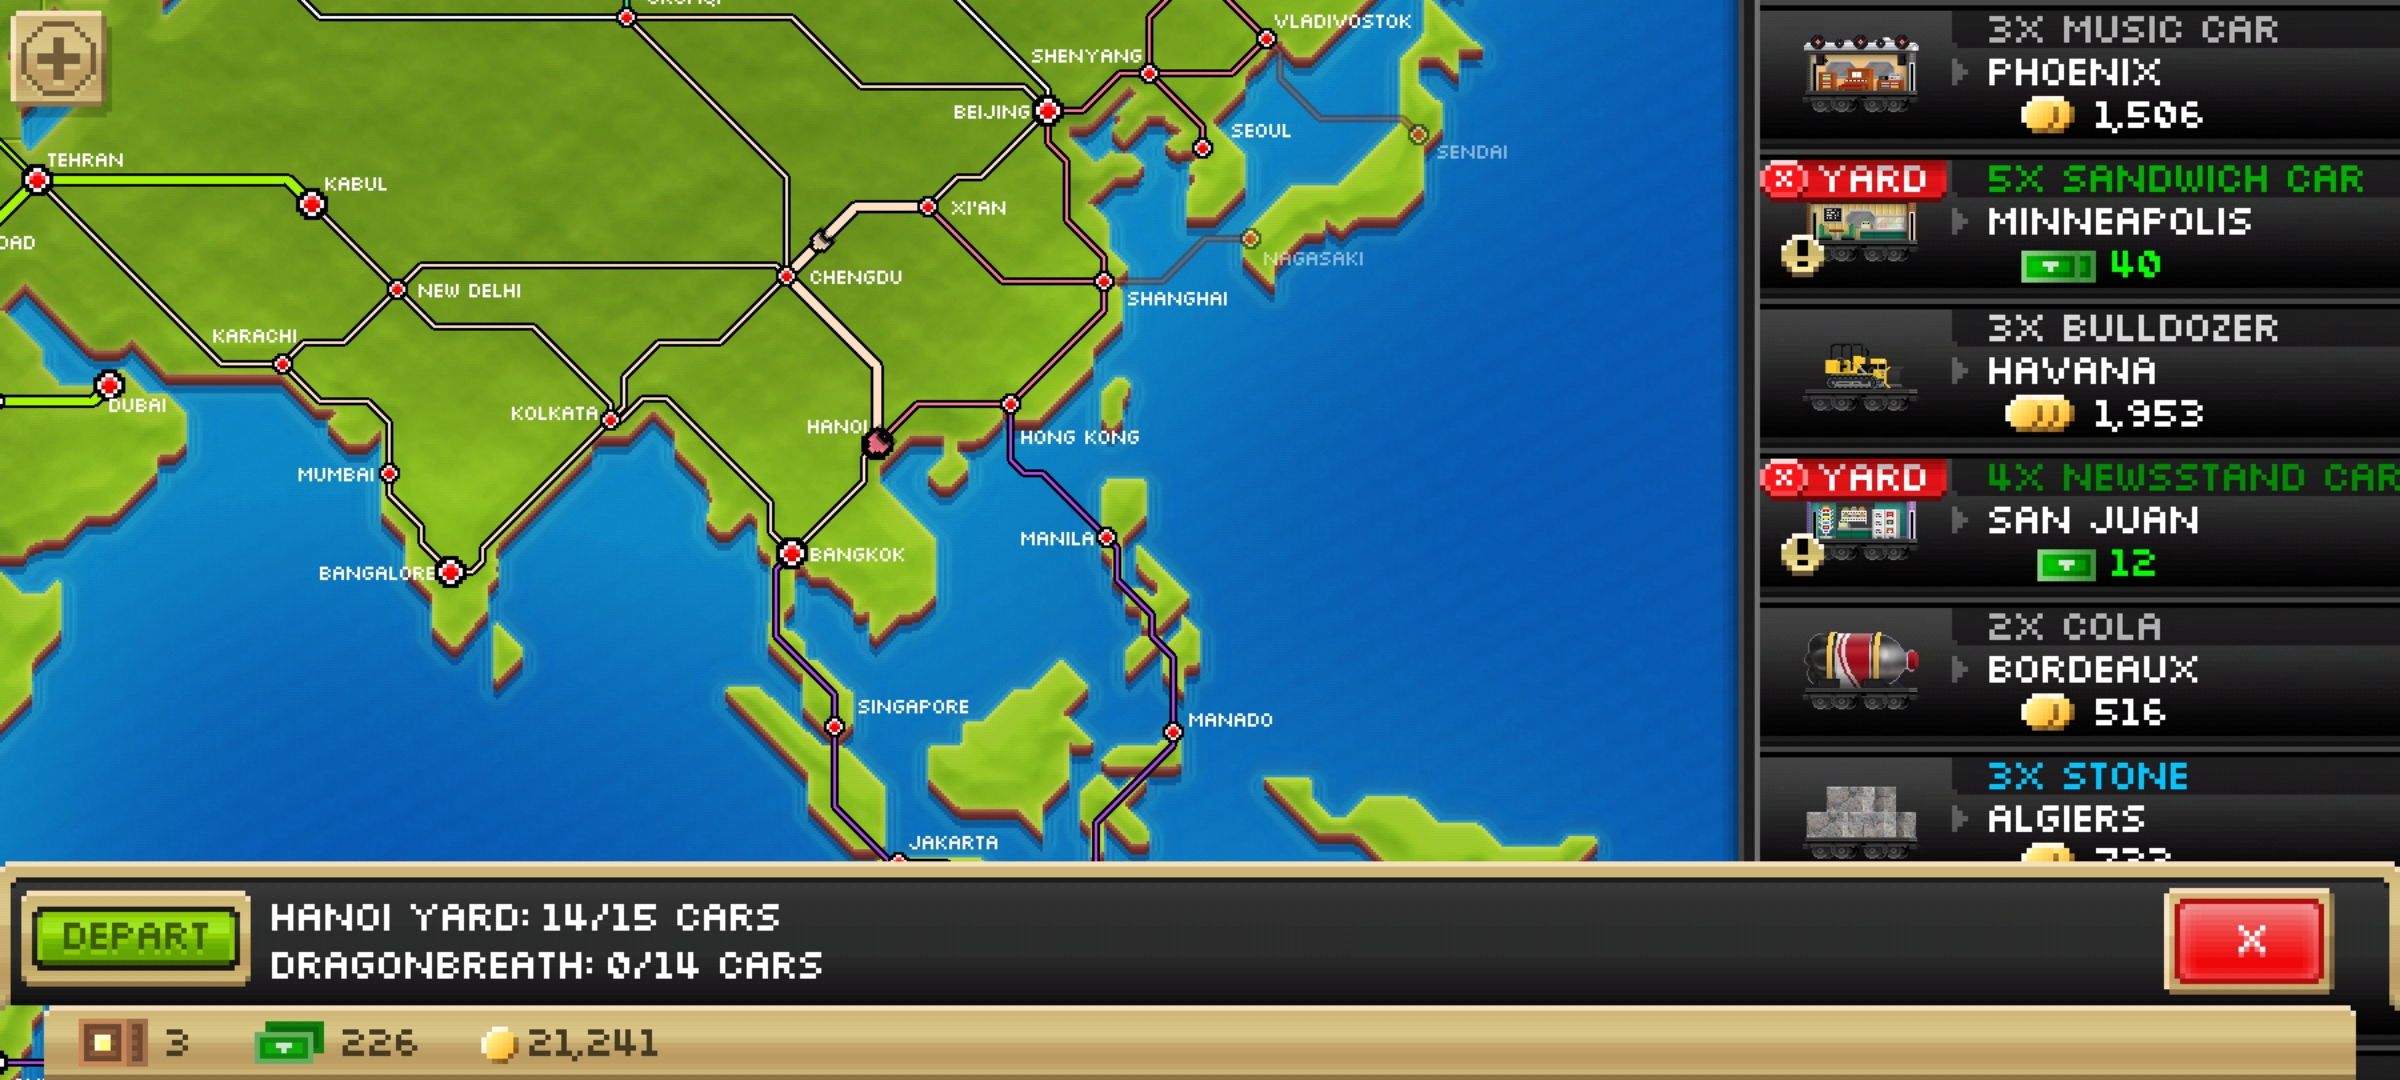 VLADIVOSTOK
SHENYANG
BEIJING
SEOUL
SENDAI
TEHRAN
KABUL
XI'AN
OAD
NAGASAKI
CHENGDU
NEW DELHI
SHANGHAI
KARACHI
DUBAI
KOLKATA
HANOI
HONG KONG
MUMBAI
MANILA
BANGKOK
BANGALORE
SINGAPORE
MANADO
JAKARTA
3X MUSIC CAR
PHOENIX
1,506
YARD
5X SANDWICH CAR
MINNEAPOLIS
40
3X BULLDOZER
HAVANA
1,953
YARD
4X NEWSSTAND CAR
SAN JUAN
12
2X COLA
BORDEAUX
516
3X STONE
ALGIERS
DEPART
HANOI YARD: 14/15 CARS
DRAGONBREATH: 0/14 CARS
X
3
226
21,241